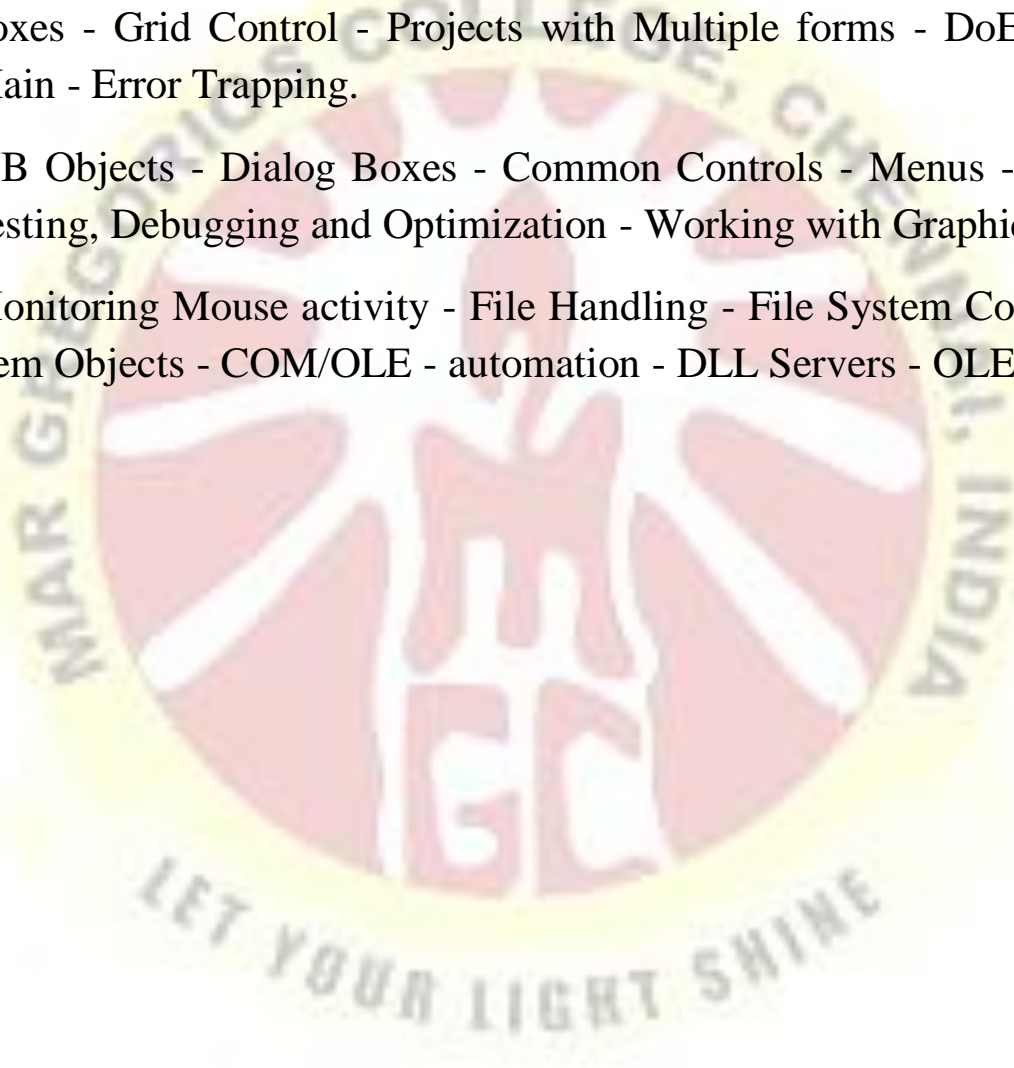 oxes - Grid Control - Projects with Multiple forms - DoE
ain - Error Trapping.
B Objects - Dialog Boxes - Common Controls - Menus -
esting, Debugging and Optimization - Working with Graphic
onitoring Mouse activity - File Handling - File System Co
em Objects - COM/OLE - automation - DLL Servers - OLE
MAR GREGORIOS COLLEGE, CHENNAI, INDIA
MGC
LET YOUR LIGHT SHINE